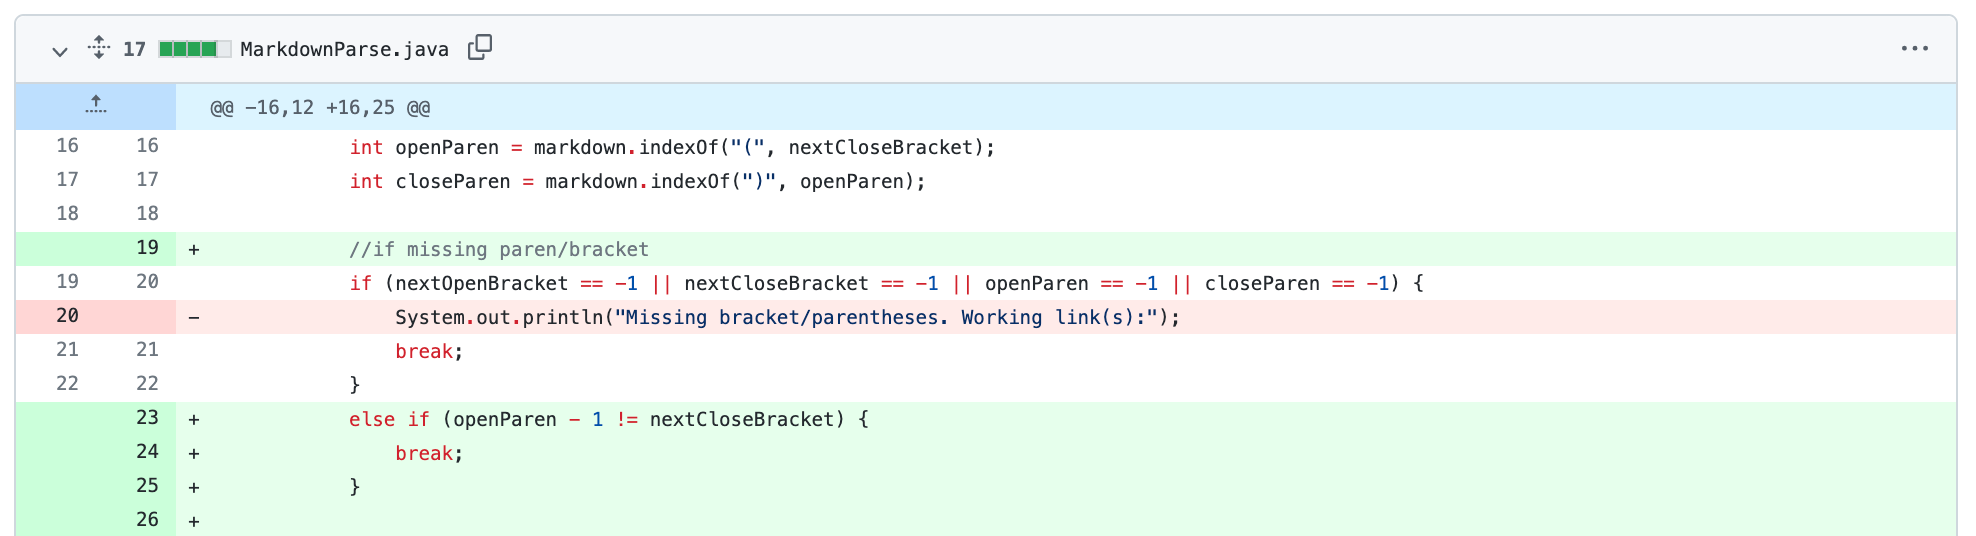 17 MarkdownParse.java
@@ -16,12 +16,25 @@
16 16 int openParen = markdown.indexOf("(", nextCloseBracket);
17 17 int closeParen = markdown.indexOf(")", openParen);
18 18
19 + //if missing paren/bracket
19 20 if (nextOpenBracket == -1 || nextCloseBracket == -1 || openParen == -1 || closeParen == -1) {
20 - System.out.println("Missing bracket/parentheses. Working link(s):");
21 21 break;
22 22 }
23 + else if (openParen - 1 != nextCloseBracket) {
24 + break;
25 + }
26 +